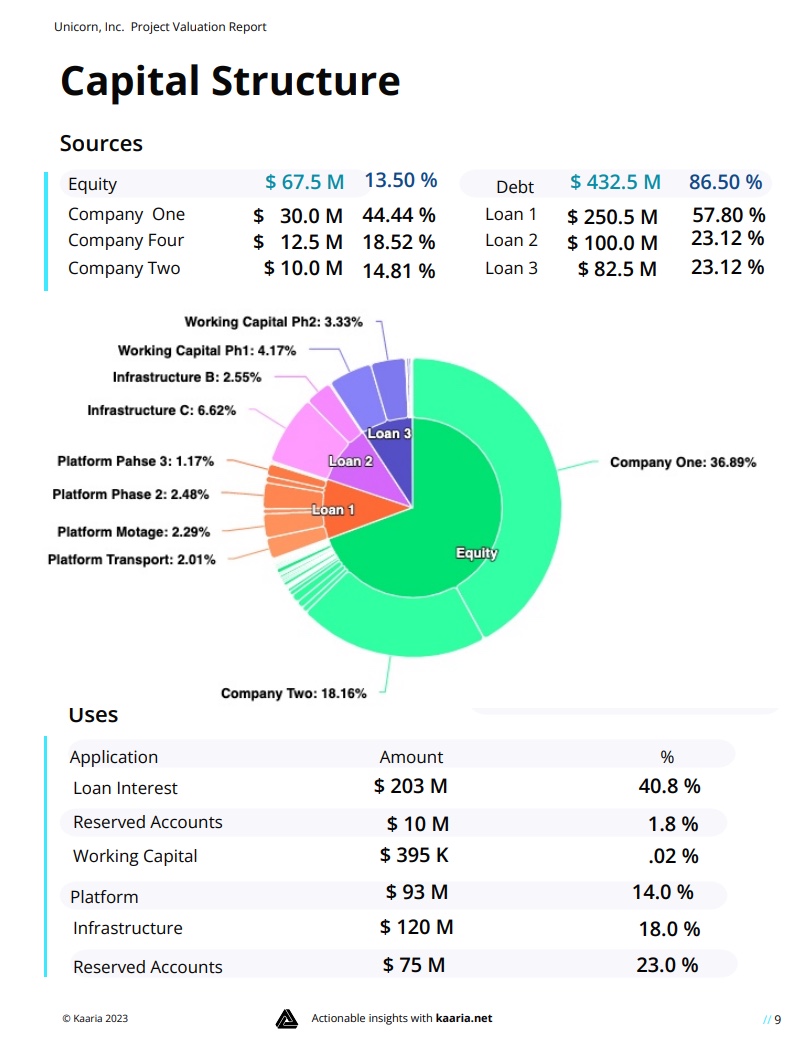 Unicorn, Inc.  Project Valuation Report
Capital Structure
Sources
Equity $ 67.5 M 13.50 %
Company  One $ 30.0 M 44.44 %
Company Four $ 12.5 M 18.52 %
Company Two $ 10.0 M 14.81 %
Debt $ 432.5 M 86.50 %
Loan 1 $ 250.5 M 57.80 %
Loan 2 $ 100.0 M 23.12 %
Loan 3 $ 82.5 M 23.12 %
Working Capital Ph2: 3.33%
Working Capital Ph1: 4.17%
Infrastructure B: 2.55%
Infrastructure C: 6.62%
Platform Pahse 3: 1.17%
Platform Phase 2: 2.48%
Platform Motage: 2.29%
Platform Transport: 2.01%
Loan 3
Loan 2
Loan 1
Equity
Company One: 36.89%
Company Two: 18.16%
Uses
Application Amount %
Loan Interest $ 203 M 40.8 %
Reserved Accounts $ 10 M 1.8 %
Working Capital $ 395 K .02 %
Platform $ 93 M 14.0 %
Infrastructure $ 120 M 18.0 %
Reserved Accounts $ 75 M 23.0 %
© Kaaria 2023 Actionable insights with kaaria.net // 9